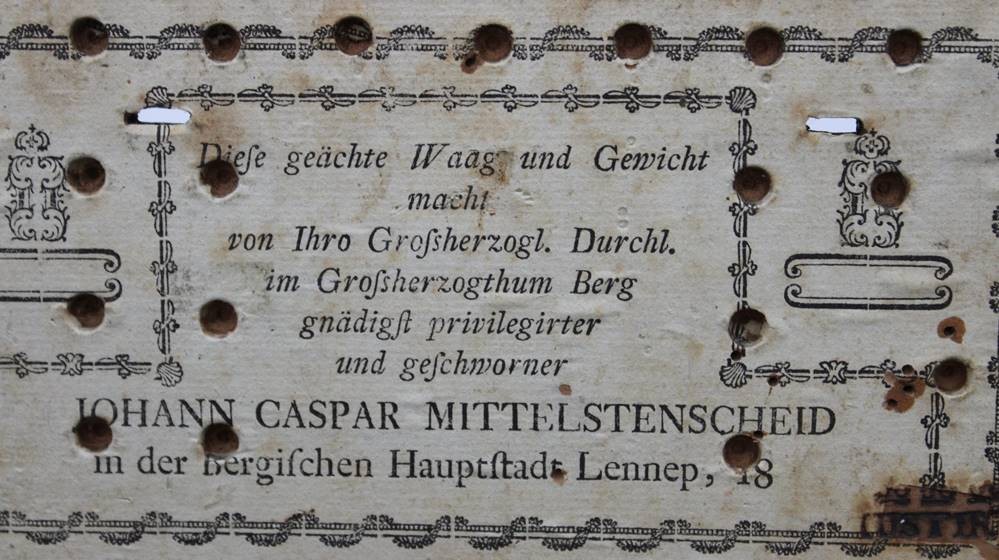 Dieſe geächte Waag und Gewicht
macht
von Ihro Groſsherzogl. Durchl.
im Groſsherzogthum Berg
gnädigſt privilegirter
und geſchworner
JOHANN CASPAR MITTELSTENSCHEID
in der Bergiſchen Hauptſtadt Lennep, 18